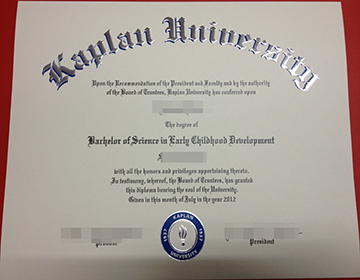 Kaplan University
Upon the Recommendation of the President and Faculty and by the authority
of the Board of Trustees, Kaplan University has conferred upon
The degree of
Bachelor of Science in Early Childhood Development
with all the honors and privileges appertaining thereto.
In testimony, whereof, the Board of Trustees, has granted
this diploma bearing the seal of the University.
Given in this month of July in the year 2012
KAPLAN
1937 1937
UNIVERSITY
President